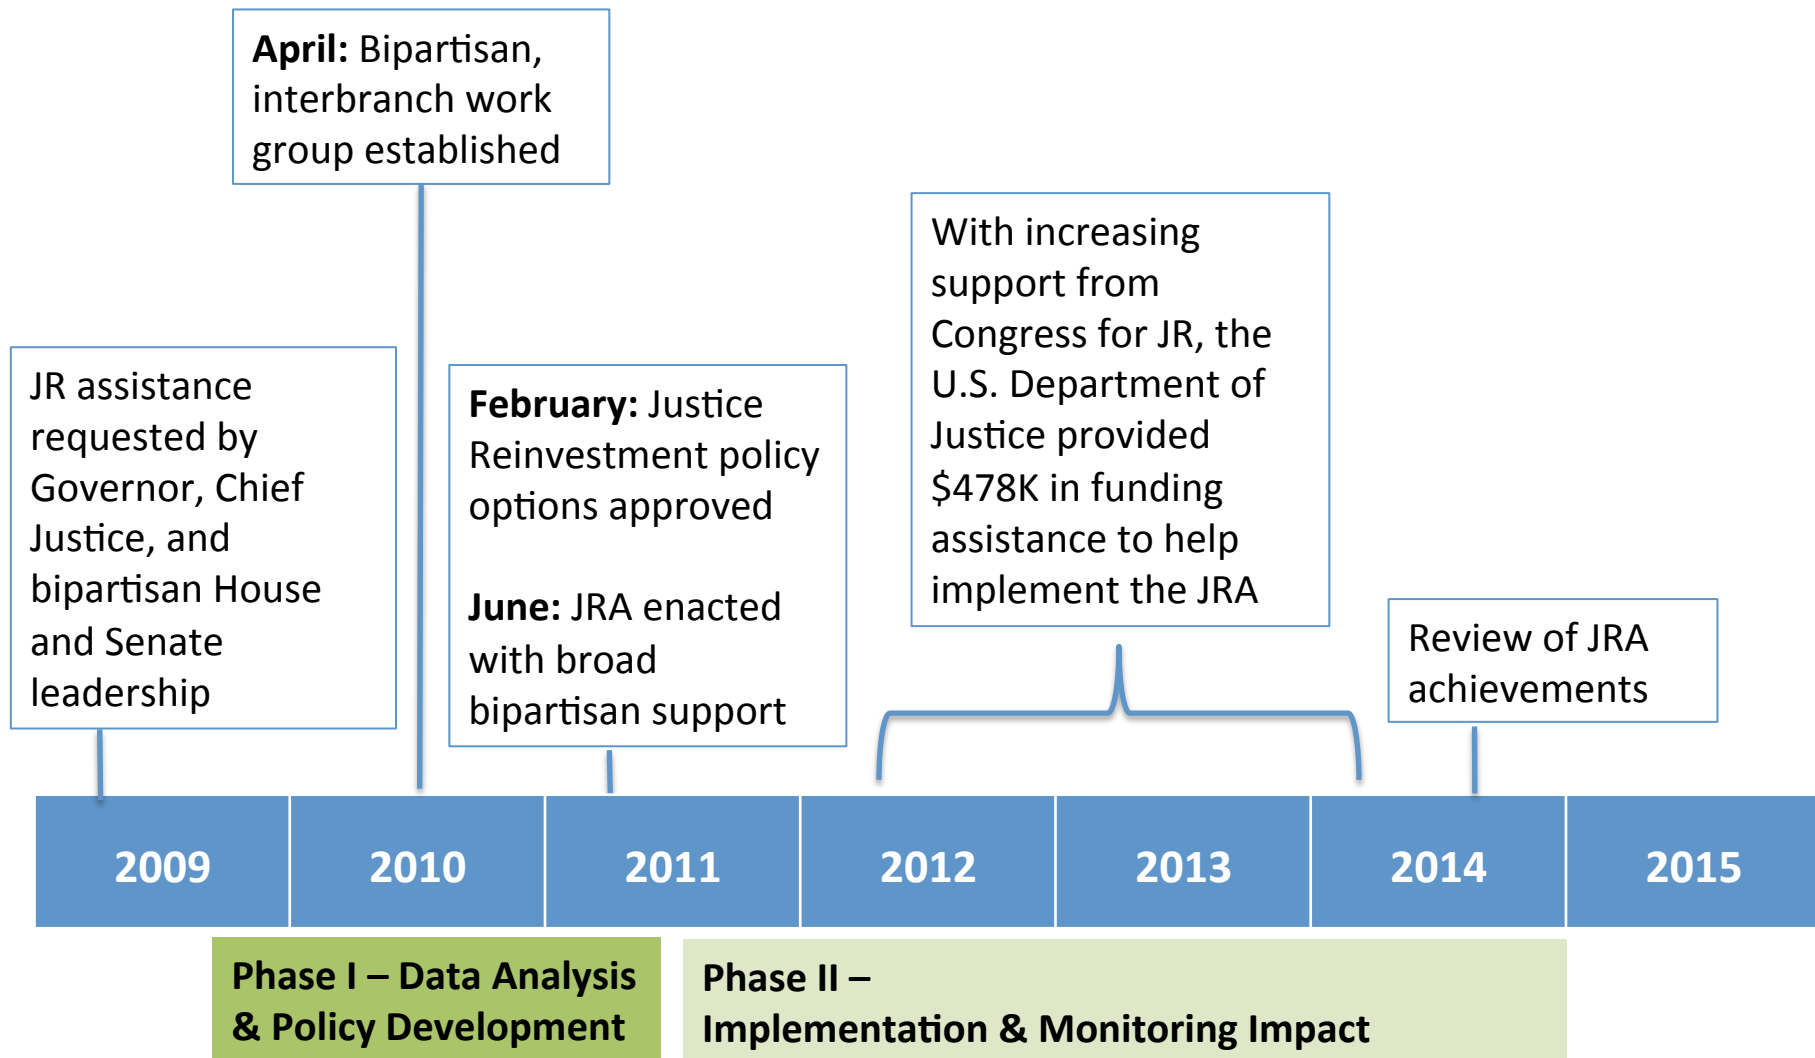 April: Bipartisan,
interbranch work
group established
JR assistance
requested by
Governor, Chief
Justice, and
bipartisan House
and Senate
leadership
February: Justice
Reinvestment policy
options approved
June: JRA enacted
with broad
bipartisan support
With increasing
support from
Congress for JR, the
U.S. Department of
Justice provided
$478K in funding
assistance to help
implement the JRA
Review of JRA
achievements
2009
2010
2011
2012
2013
2014
2015
Phase I – Data Analysis
& Policy Development
Phase II –
Implementation & Monitoring Impact